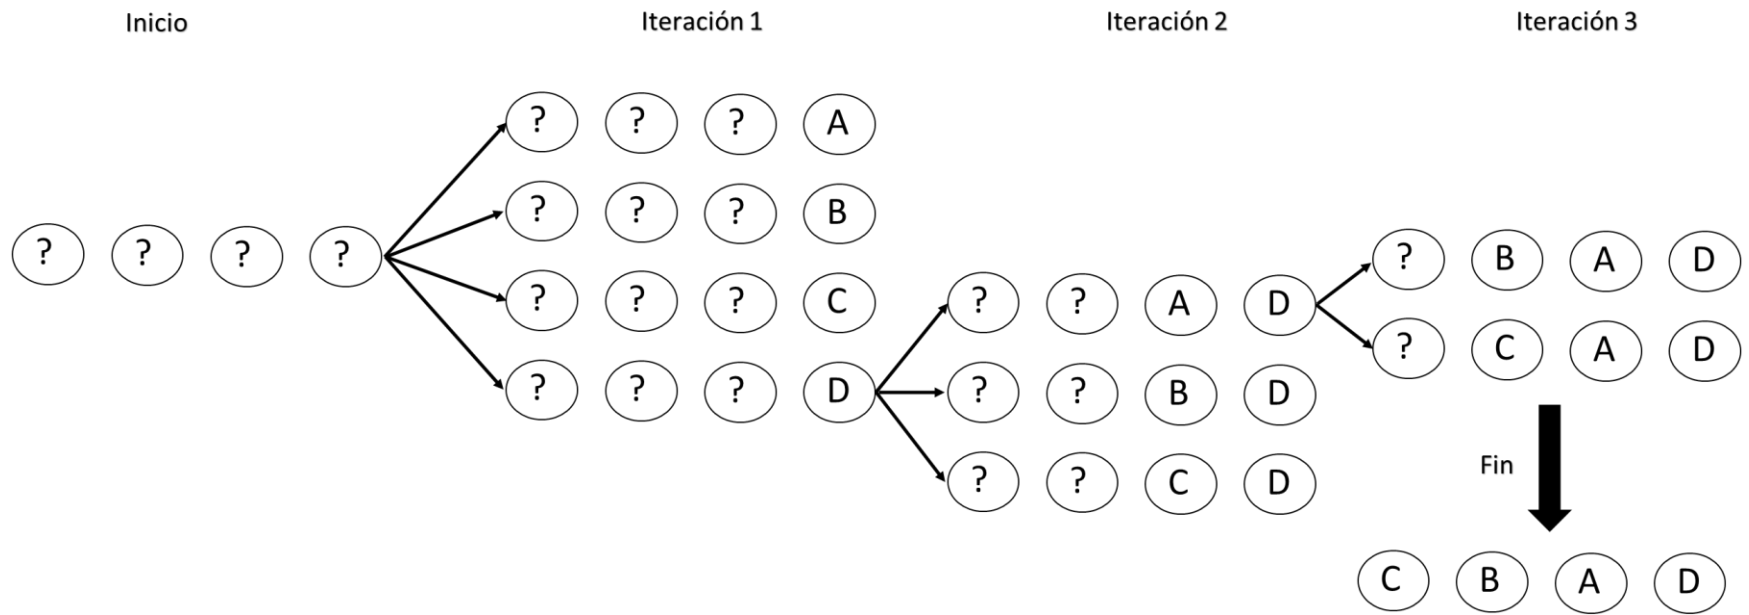 Inicio Iteración 1 Iteración 2 Iteración 3
? ? ? A
? ? ? B
? ? ? ?
? B A D
? ? ? C
? ? A D
? C A D
? ? ? D
? ? B D
Fin
? ? C D
C B A D